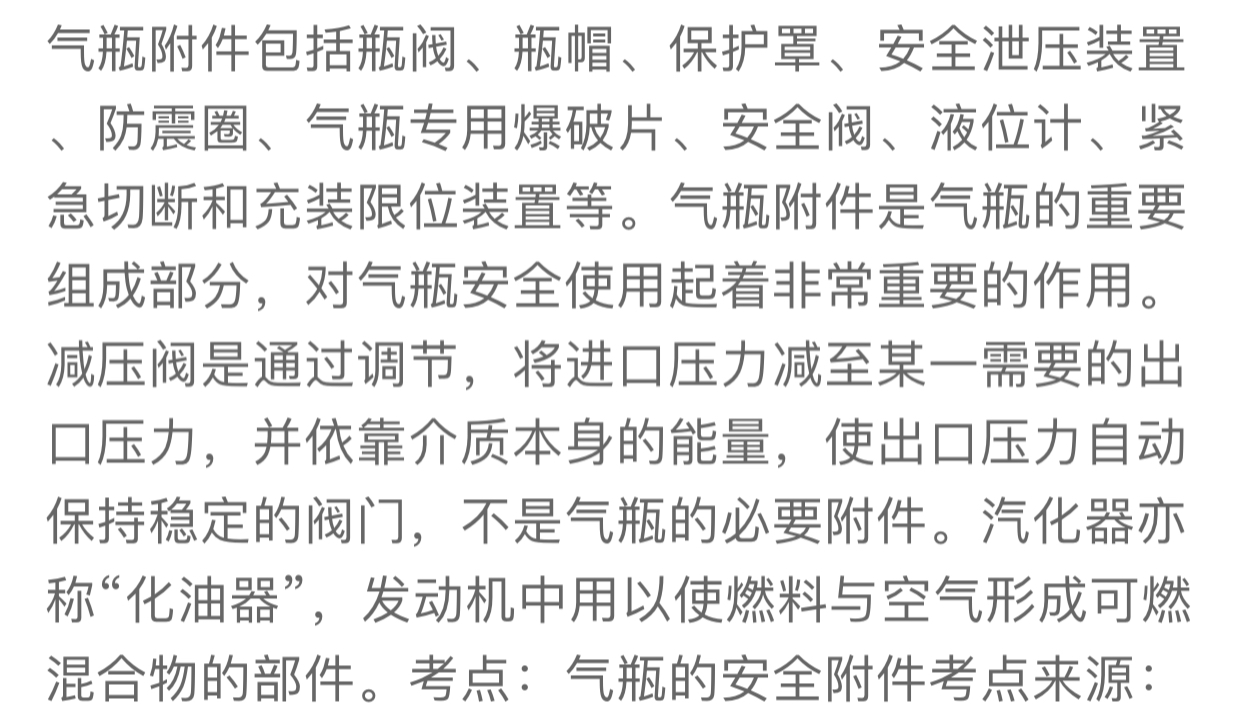 气瓶附件包括瓶阀、瓶帽、保护罩、安全泄压装置
、防震圈、气瓶专用爆破片、安全阀、液位计、紧
急切断和充装限位装置等。气瓶附件是气瓶的重要
组成部分，对气瓶安全使用起着非常重要的作用。
减压阀是通过调节，将进口压力减至某一需要的出
口压力，并依靠介质本身的能量，使出口压力自动
保持稳定的阀门，不是气瓶的必要附件。汽化器亦
称“化油器”，发动机中用以使燃料与空气形成可燃
混合物的部件。考点：气瓶的安全附件考点来源：